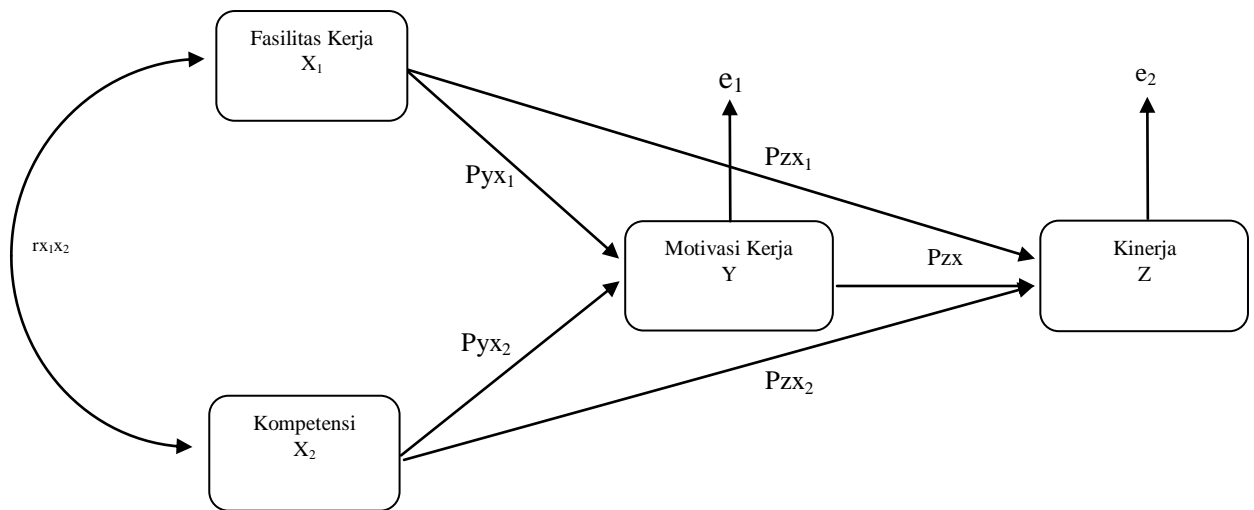 Fasilitas Kerja
X₁
e₁
e₂
Pzx₁
Pyx₁
rx₁x₂
Motivasi Kerja
Y
Pzx
Kinerja
Z
Pyx₂
Pzx₂
Kompetensi
X₂